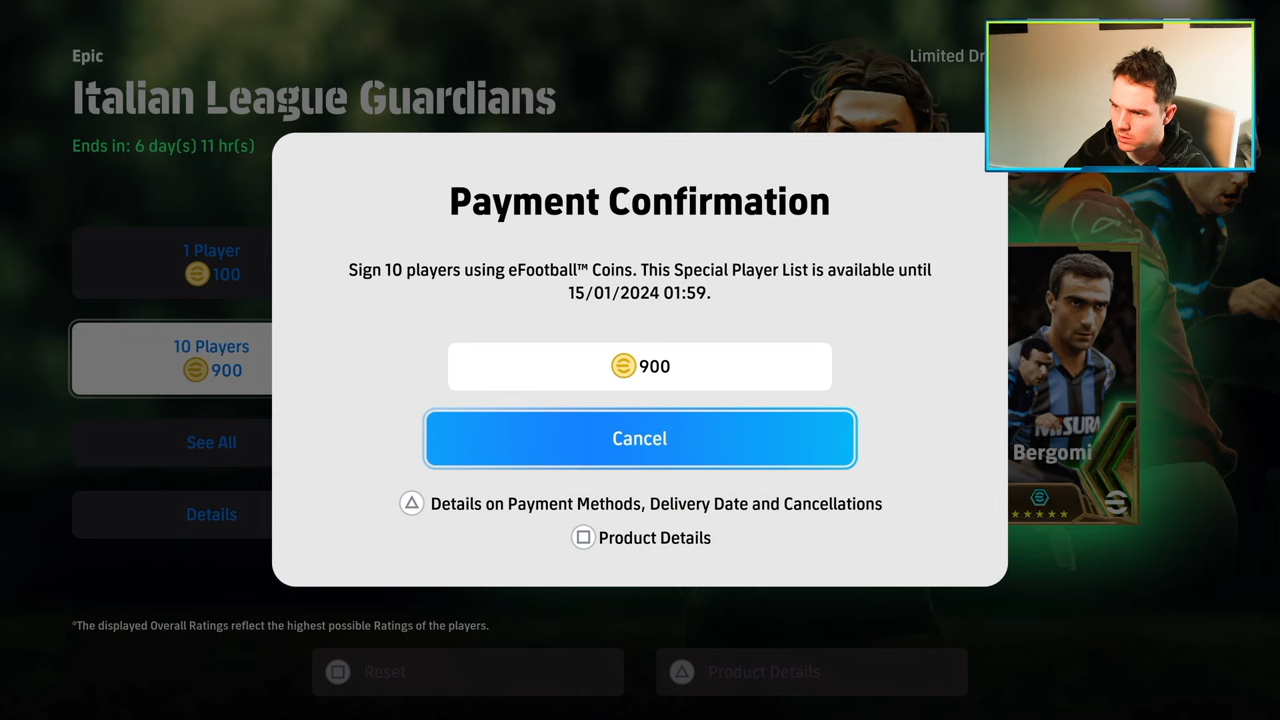 Epic
Limited Dr
Italian League Guardians
Ends in: 6 day(s) 11 hr(s)
Payment Confirmation
1 Player
100
Sign 10 players using eFootball™ Coins. This Special Player List is available until
15/01/2024 01:59.
10 Players
900
900
Cancel
See All
Bergomi
Details on Payment Methods, Delivery Date and Cancellations
Details
Product Details
*The displayed Overall Ratings reflect the highest possible Ratings of the players.
Reset
Product Details